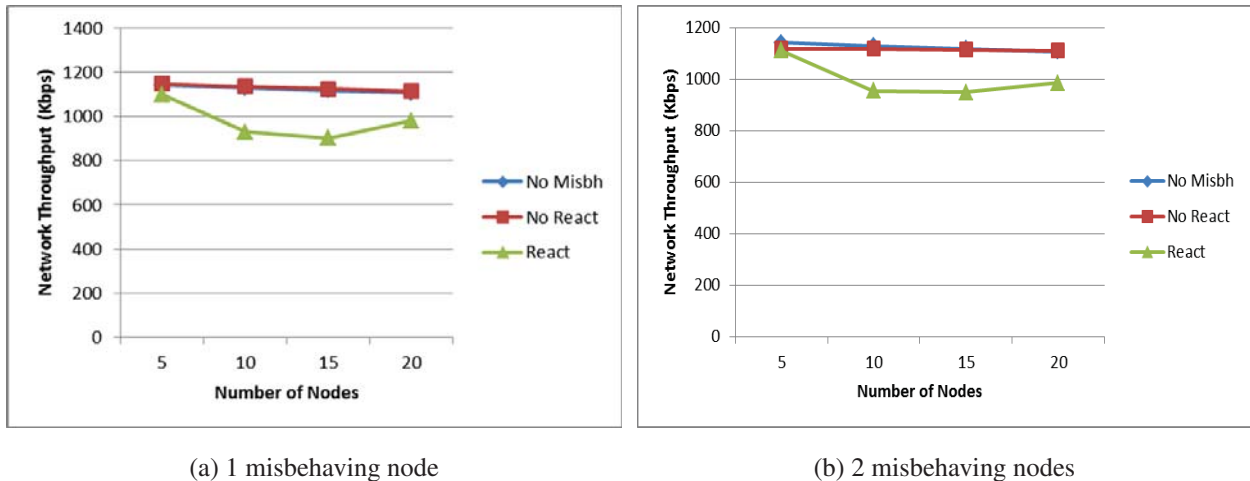 1400
1200
1000
800
600
400
200
0
Network Throughput (Kbps)
5 10 15 20
Number of Nodes
No Misbh
No React
React
(a) 1 misbehaving node
1200
1000
800
600
400
200
0
Network Throughput (Kbps)
5 10 15 20
Number of Nodes
No Misbh
No React
React
(b) 2 misbehaving nodes